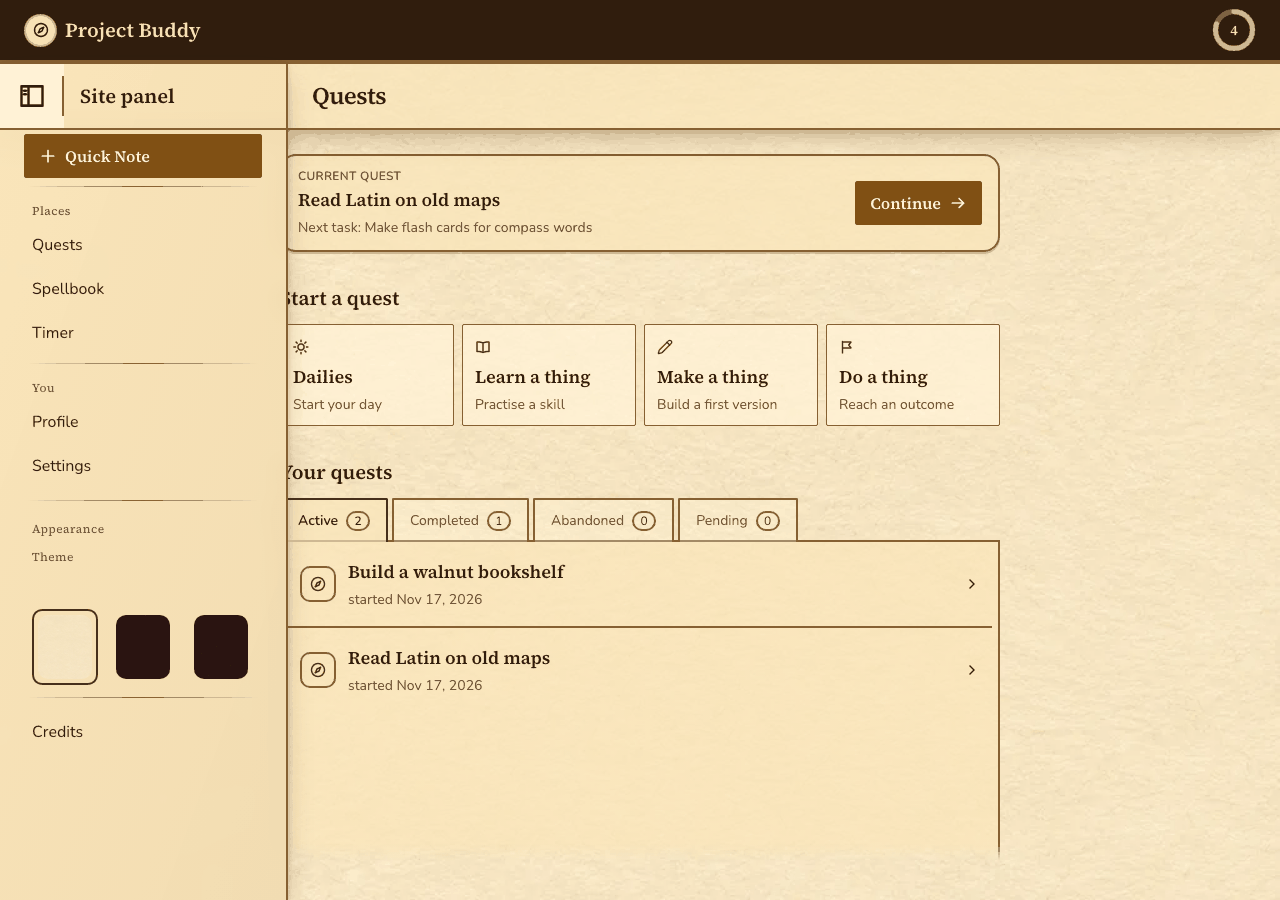 Project Buddy
4
Site panel
Quests
Quick Note
Places
Quests
Spellbook
Timer
You
Profile
Settings
Appearance
Theme
Credits
CURRENT QUEST
Read Latin on old maps
Next task: Make flash cards for compass words
Continue
Start a quest
Dailies
Start your day
Learn a thing
Practise a skill
Make a thing
Build a first version
Do a thing
Reach an outcome
Your quests
Active 2
Completed 1
Abandoned 0
Pending 0
Build a walnut bookshelf
started Nov 17, 2026
Read Latin on old maps
started Nov 17, 2026